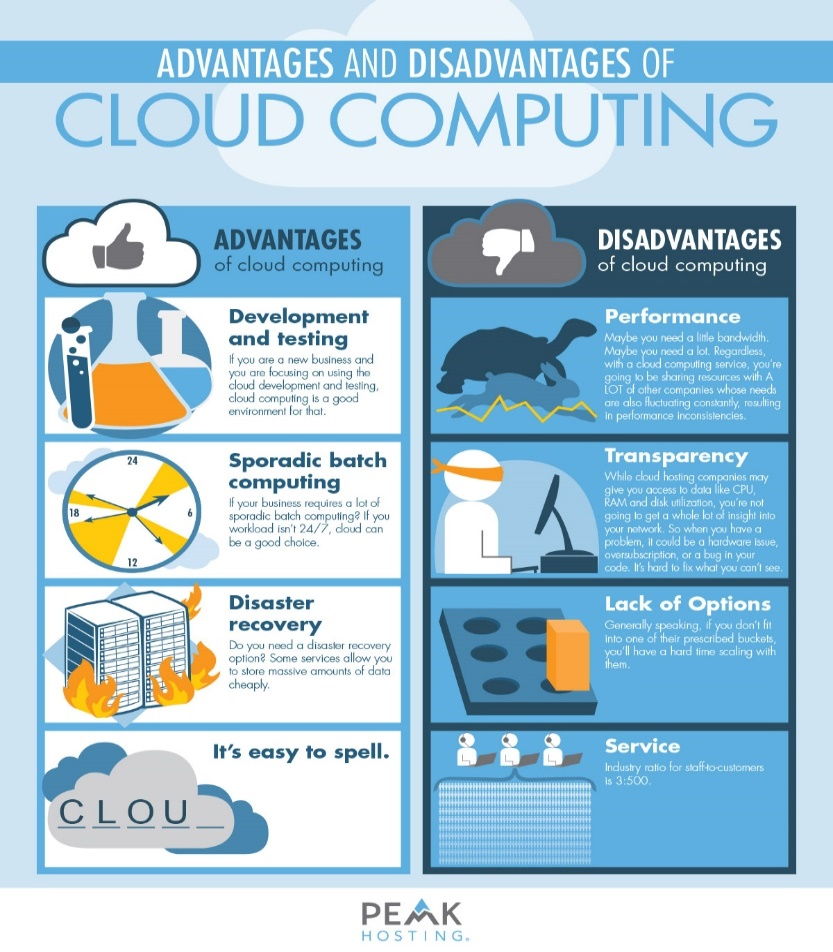 ADVANTAGES AND DISADVANTAGES OF
CLOUD COMPUTING
ADVANTAGES
of cloud computing
Development
and testing
If you are a new business and
you are focusing on using the
cloud development and testing,
cloud computing is a good
environment for that.
24
18
6
12
Sporadic batch
computing
If your business requires a lot of
sporadic batch computing? If you
workload isn't 24/7, cloud can
be a good choice.
Disaster
recovery
Do you need a disaster recovery
option? Some services allow you
to store massive amounts of data
cheaply.
It's easy to spell.
CLOU_
DISADVANTAGES
of cloud computing
Performance
Maybe you need a little bandwidth.
Maybe you need a lot. Regardless,
with a cloud computing service, you're
going to be sharing resources with A
LOT of other companies whose needs
are also fluctuating constantly, resulting
in performance inconsistencies.
Transparency
While cloud hosting companies may
give you access to data like CPU,
RAM and disk utilization, you're not
going to get a whole lot of insight into
your network. So when you have a
problem, it could be a hardware issue,
oversubscription, or a bug in your
code. It's hard to fix what you can't see.
Lack of Options
Generally speaking, if you don't fit
into one of their prescribed buckets,
you'll have a hard time scaling with
them.
Service
Industry ratio for staff-to-customers
is 3:500.
PEAK
HOSTING®